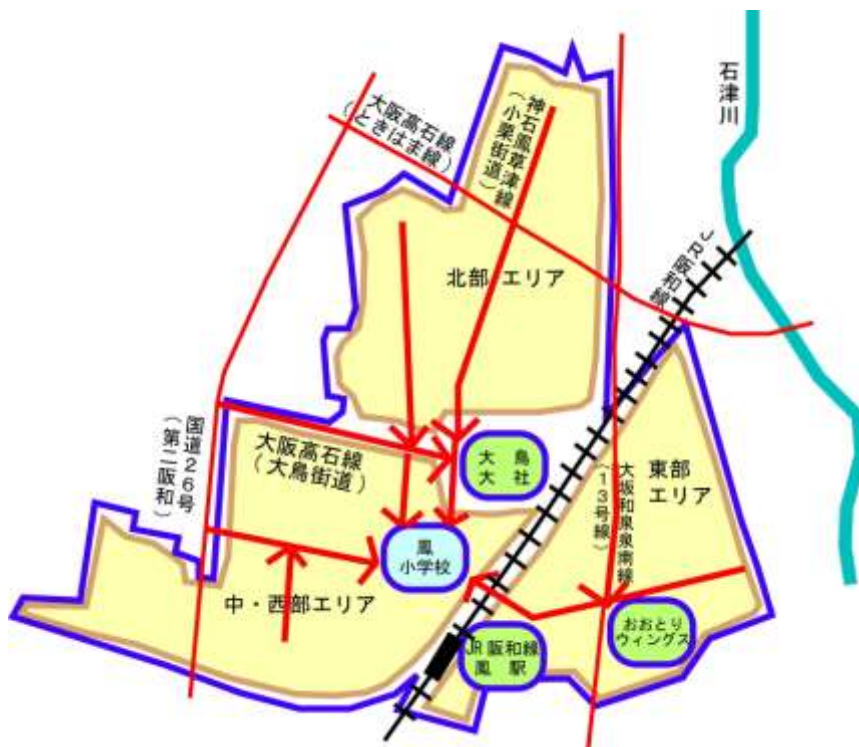 石津川
大阪高石線
（ときはま線）
神石鳳草津線
（小栗街道）
ＪＲ阪和線
北部エリア
国道２６号
（第二阪和）
大阪高石線
（大鳥街道）
大鳥
大社
大坂和泉泉南線
（１３号線）
東部
エリア
鳳
小学校
中・西部エリア
おおとり
ウィングス
JR阪和線
鳳駅